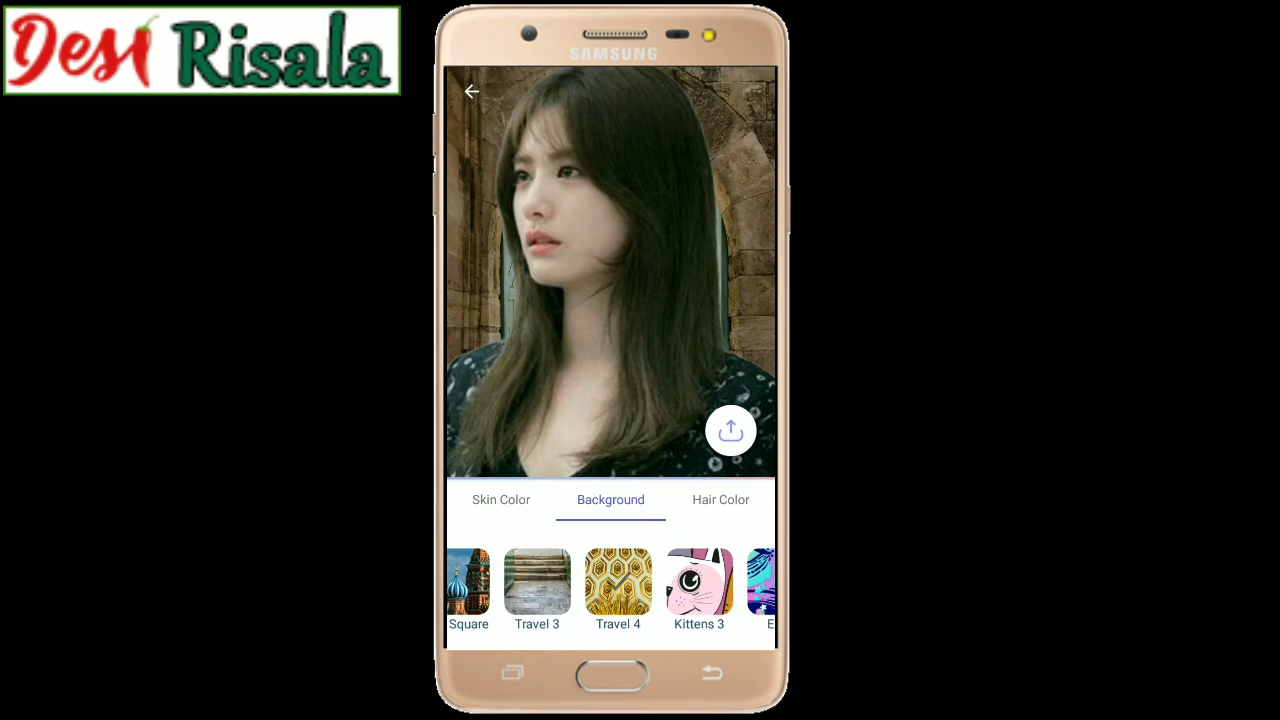 Desi Risala
SAMSUNG
Skin Color
Background
Hair Color
Square
Travel 3
Travel 4
Kittens 3
E